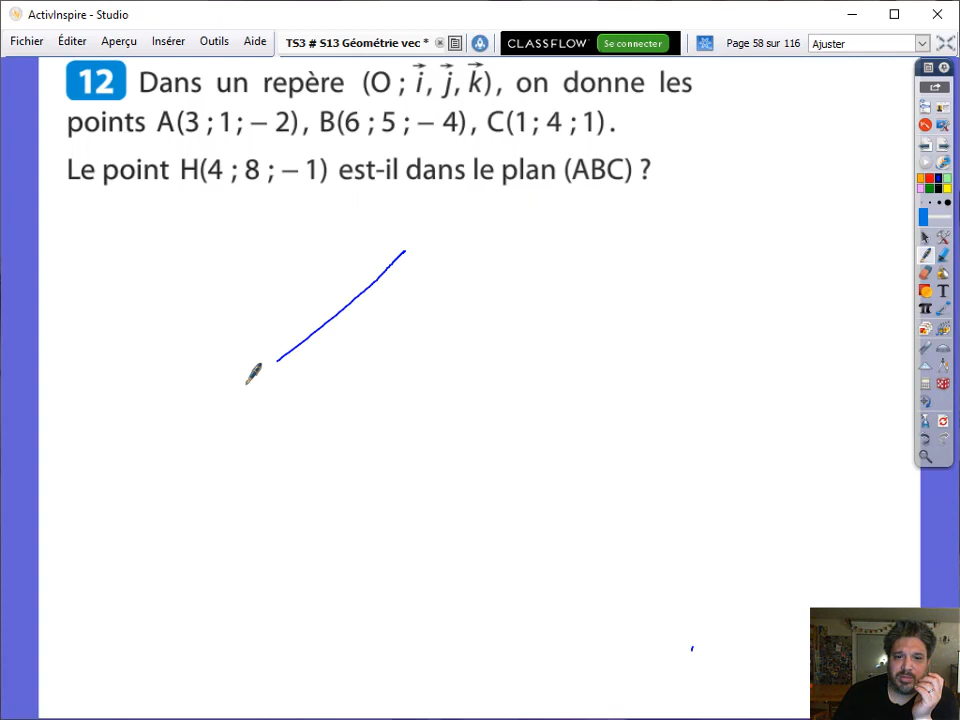 ActivInspire - Studio
Fichier Éditer Aperçu Insérer Outils Aide
TS3 # S13 Géométrie vec *
CLASSFLOW Se connecter
Page 58 sur 116 Ajuster
12 Dans un repère (O ; i⃗, j⃗, k⃗), on donne les
points A(3 ; 1; – 2), B(6 ; 5 ; – 4), C(1; 4 ; 1).
Le point H(4 ; 8 ; – 1) est-il dans le plan (ABC) ?